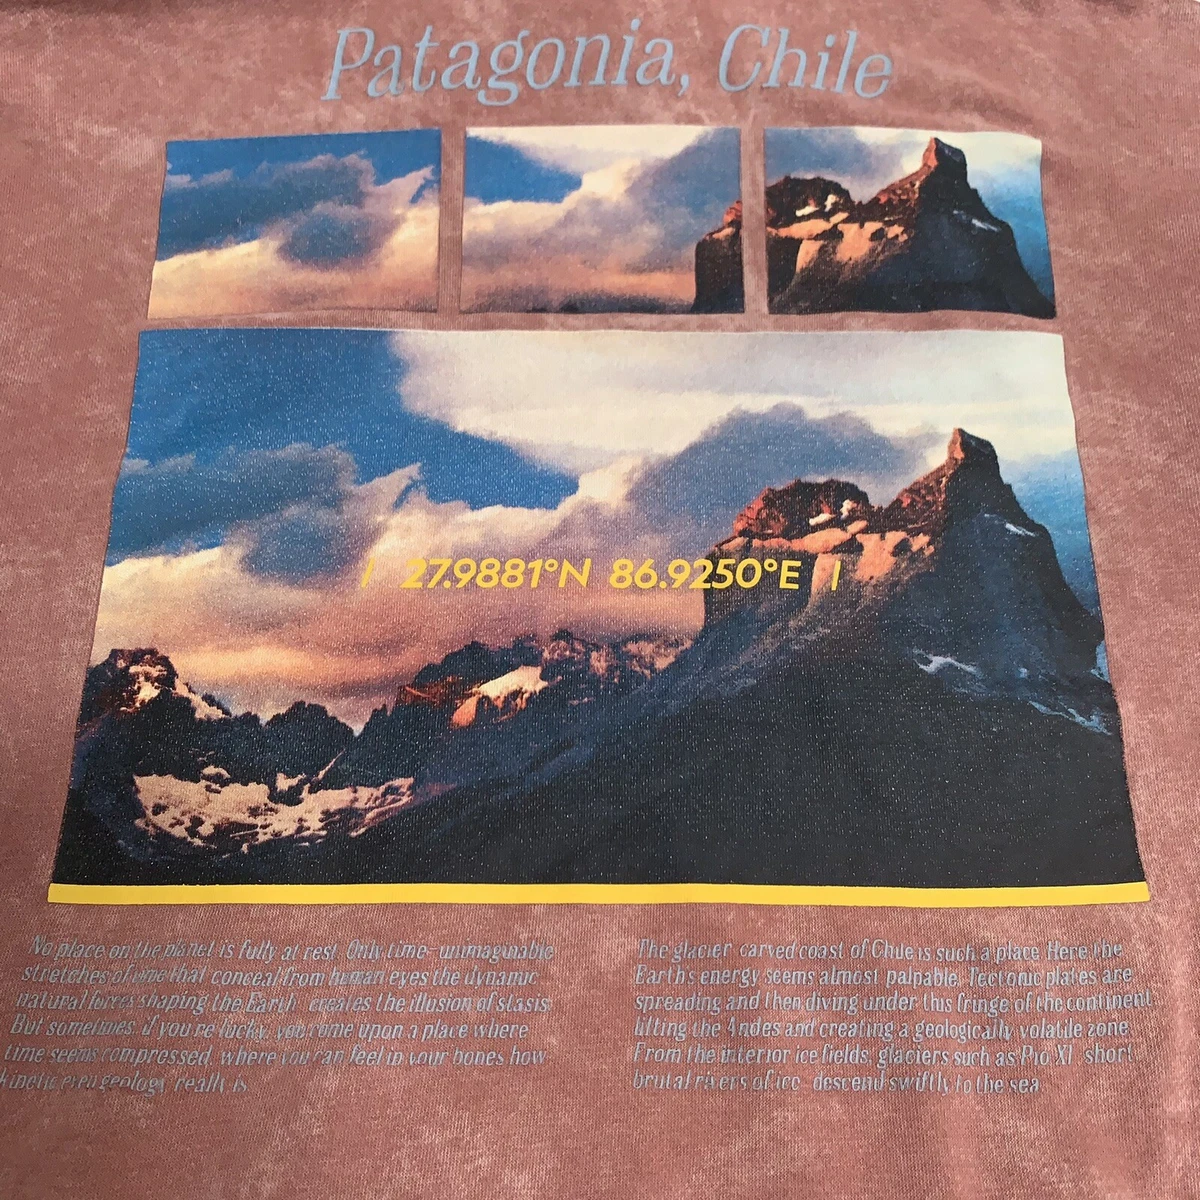 Patagonia, Chile
| 27.9881°N 86.9250°E |
No place on the planet is fully at rest. Only time- unimaginable
stretches of time that conceal from human eyes the dynamic
natural forces shaping the Earth creates the illusion of stasis
But sometimes, if you're lucky, you come upon a place where
time seems compressed, where you can feel in your bones how
kinetic even geology really is
The glacier carved coast of Chile is such a place. Here, the
Earth's energy seems almost palpable. Tectonic plates are
spreading and then diving under this fringe of the continent
lifting the Andes and creating a geologically volatile zone
From the interior ice fields, glaciers such as Pio XI short
brutal rivers of ice descend swiftly to the sea